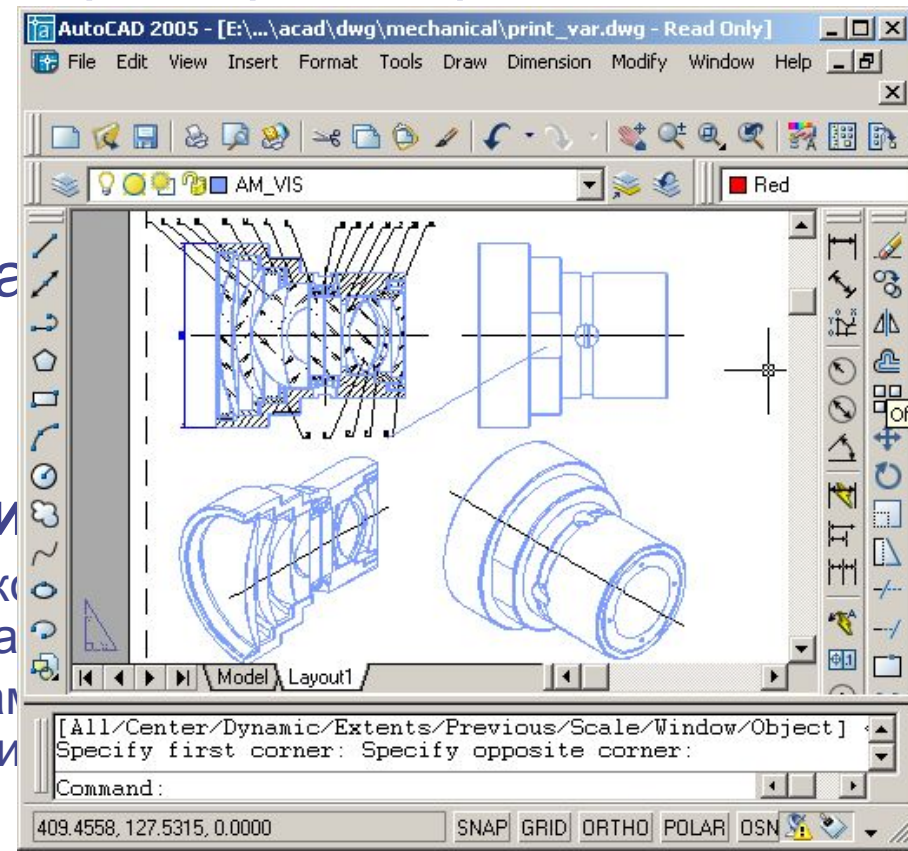 AutoCAD 2005 - [E:\...\acad\dwg\mechanical\print_var.dwg - Read Only]
File Edit View Insert Format Tools Draw Dimension Modify Window Help
AM_VIS
Red
Of
Model Layout1
[All/Center/Dynamic/Extents/Previous/Scale/Window/Object]
Specify first corner: Specify opposite corner:
Command:
409.4558, 127.5315, 0.0000 SNAP GRID ORTHO POLAR OSN